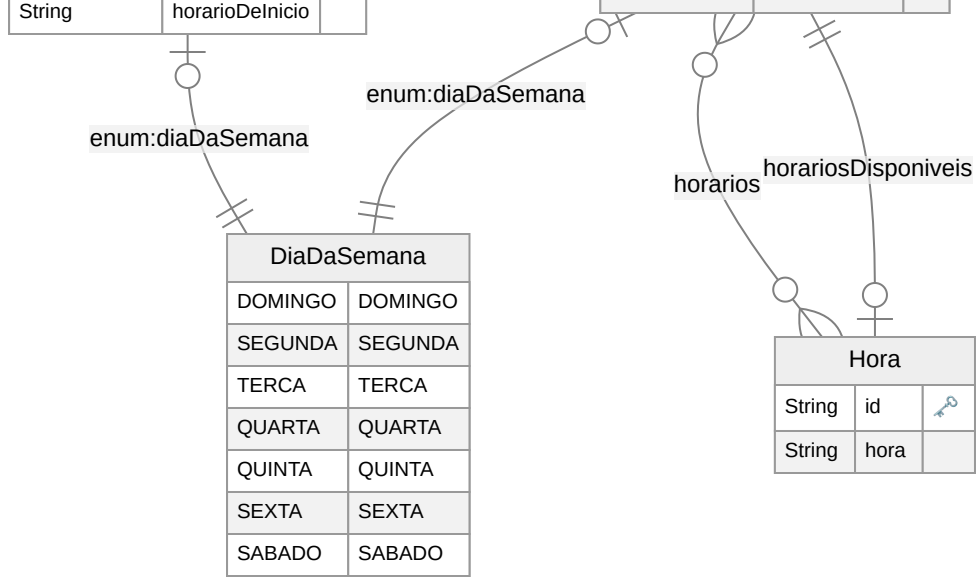 String horarioDeInicio
enum:diaDaSemana
enum:diaDaSemana
horarios
horariosDisponiveis
DiaDaSemana
DOMINGO DOMINGO
SEGUNDA SEGUNDA
TERCA TERCA
QUARTA QUARTA
QUINTA QUINTA
SEXTA SEXTA
SABADO SABADO
Hora
String id 🗝️
String hora